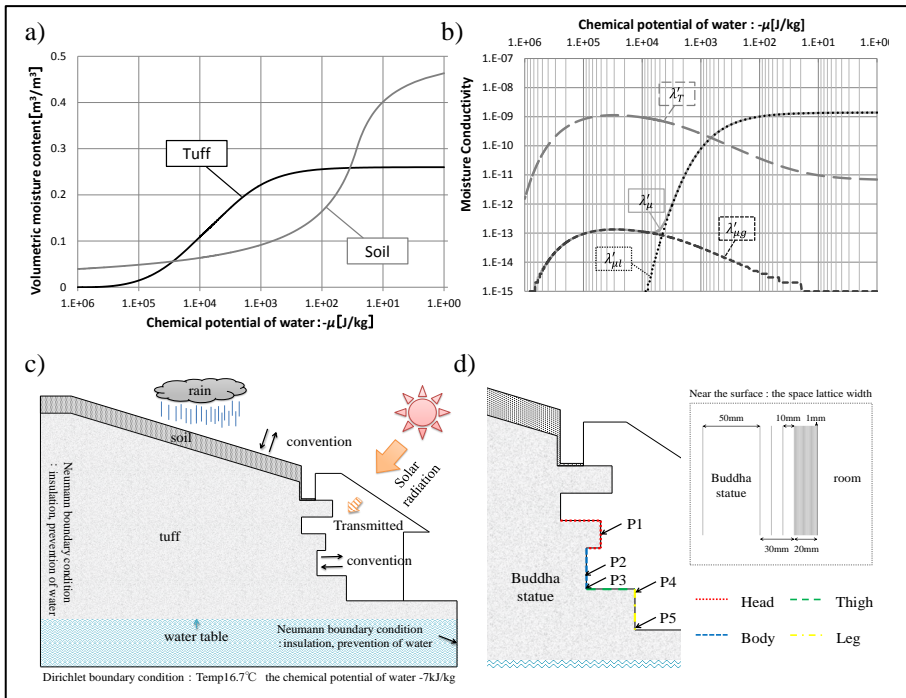 a)
Volumetric moisture content [m³/m³]
0.5
0.4
0.3
0.2
0.1
0
Tuff
Soil
1.E+06 1.E+05 1.E+04 1.E+03 1.E+02 1.E+01 1.E+00
Chemical potential of water : -μ[J/kg]
b)
Chemical potential of water : -μ[J/kg]
1.E+06 1.E+05 1.E+04 1.E+03 1.E+02 1.E+01 1.E+00
Moisture Conductivity
1.E-07
1.E-08
1.E-09
1.E-10
1.E-11
1.E-12
1.E-13
1.E-14
1.E-15
λ'T
λ'μ
λ'μg
λ'μl
c)
rain
soil
convention
Solar
radiation
Transmitted
convention
tuff
Neumann boundary condition
: insulation, prevention of water
water table
Neumann boundary condition
: insulation, prevention of water
Dirichlet boundary condition : Temp16.7℃ the chemical potential of water -7kJ/kg
d)
Near the surface : the space lattice width
50mm
10mm
1mm
Buddha
statue
room
30mm
20mm
P1
P2
P3
P4
P5
Buddha
statue
Head
Thigh
Body
Leg